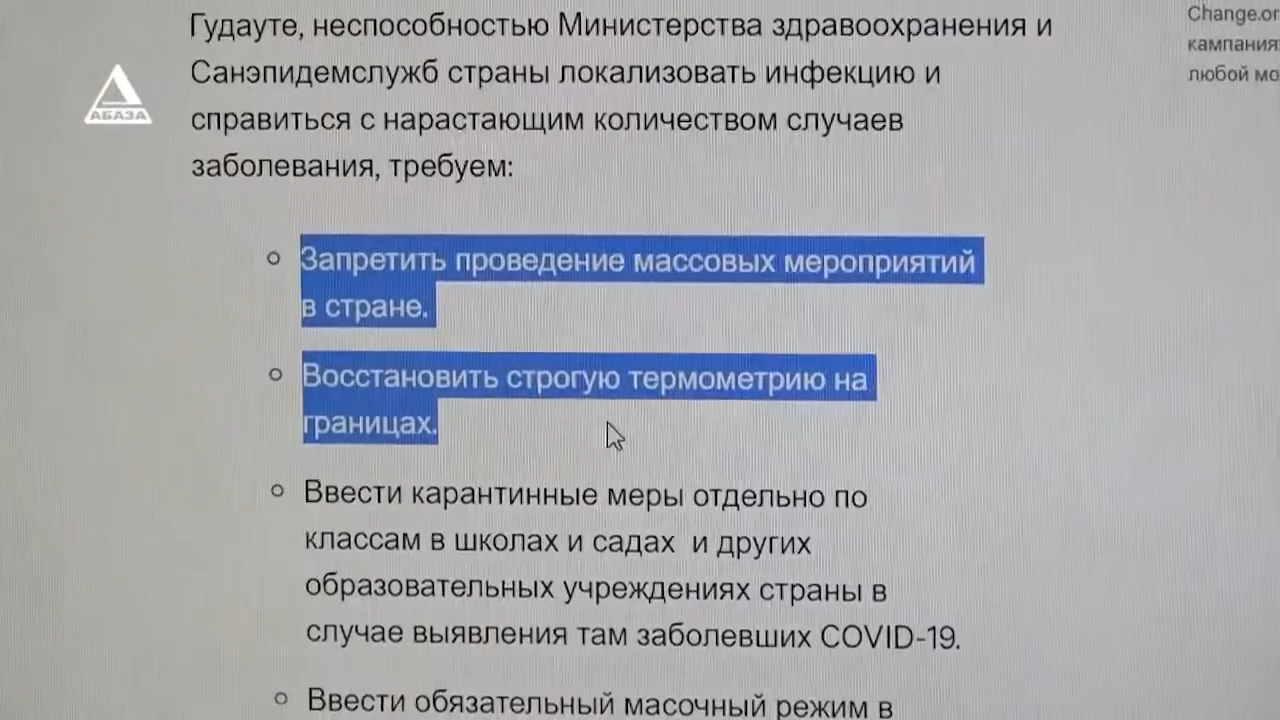 Гудауте, неспособностью Министерства здравоохранения и
Санэпидемслужб страны локализовать инфекцию и
справиться с нарастающим количеством случаев
заболевания, требуем:
Запретить проведение массовых мероприятий
в стране.
Восстановить строгую термометрию на
границах.
Ввести карантинные меры отдельно по
классам в школах и садах и других
образовательных учреждениях страны в
случае выявления там заболевших COVID-19.
Ввести обязательный масочный режим в
Change.or
кампания
любой мо
АБАЗА